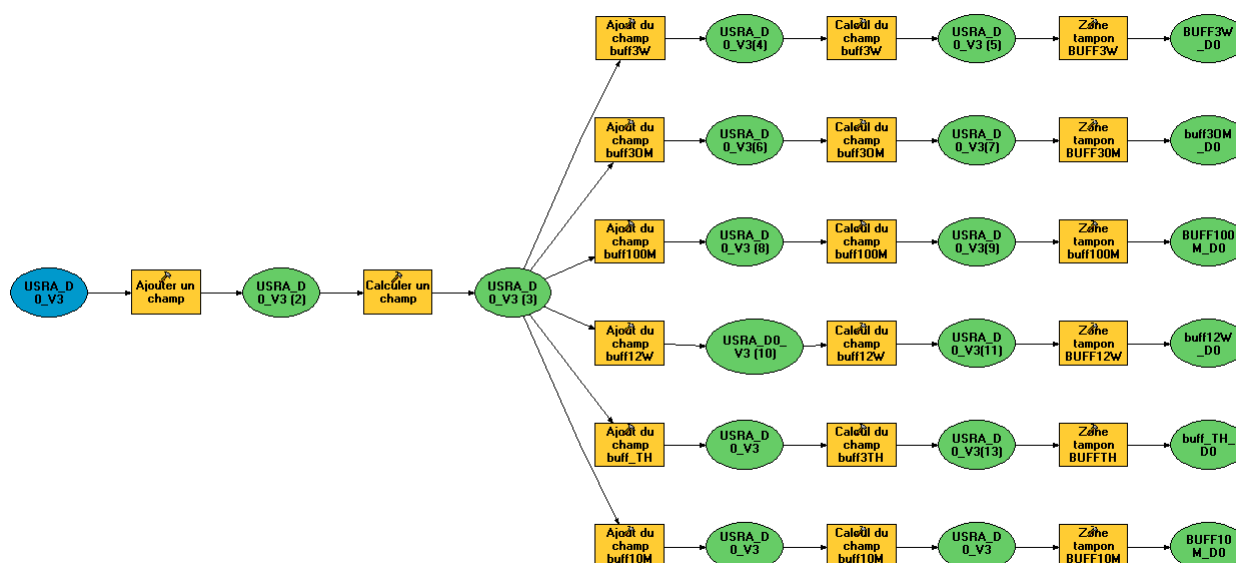 Ajout du
champ
buff3W
USRA_D
0_V3(4)
Calcul du
champ
buff3W
USRA_D
0_V3 (5)
Zone
tampon
BUFF3W
BUFF3W
_D0
Ajout du
champ
buff30M
USRA_D
0_V3(6)
Calcul du
champ
buff30M
USRA_D
0_V3(7)
Zone
tampon
BUFF30M
buff30M
_D0
Ajout du
champ
buff100M
USRA_D
0_V3 (8)
Calcul du
champ
buff100M
USRA_D
0_V3(9)
Zone
tampon
buff100M
BUFF100
M_D0
USRA_D
0_V3
Ajouter un
champ
USRA_D
0_V3 (2)
Calculer un
champ
USRA_D
0_V3 (3)
Ajout du
champ
buff12W
USRA_D0_
V3 (10)
Calcul du
champ
buff12W
USRA_D
0_V3(11)
Zone
tampon
BUFF12W
buff12W
_D0
Ajout du
champ
buff_TH
USRA_D
0_V3
Calcul du
champ
buff3TH
USRA_D
0_V3(13)
Zone
tampon
BUFFTH
buff_TH_
D0
Ajout du
champ
buff10M
USRA_D
0_V3
Calcul du
champ
buff10M
USRA_D
0_V3
Zone
tampon
BUFF10M
BUFF10
M_D0